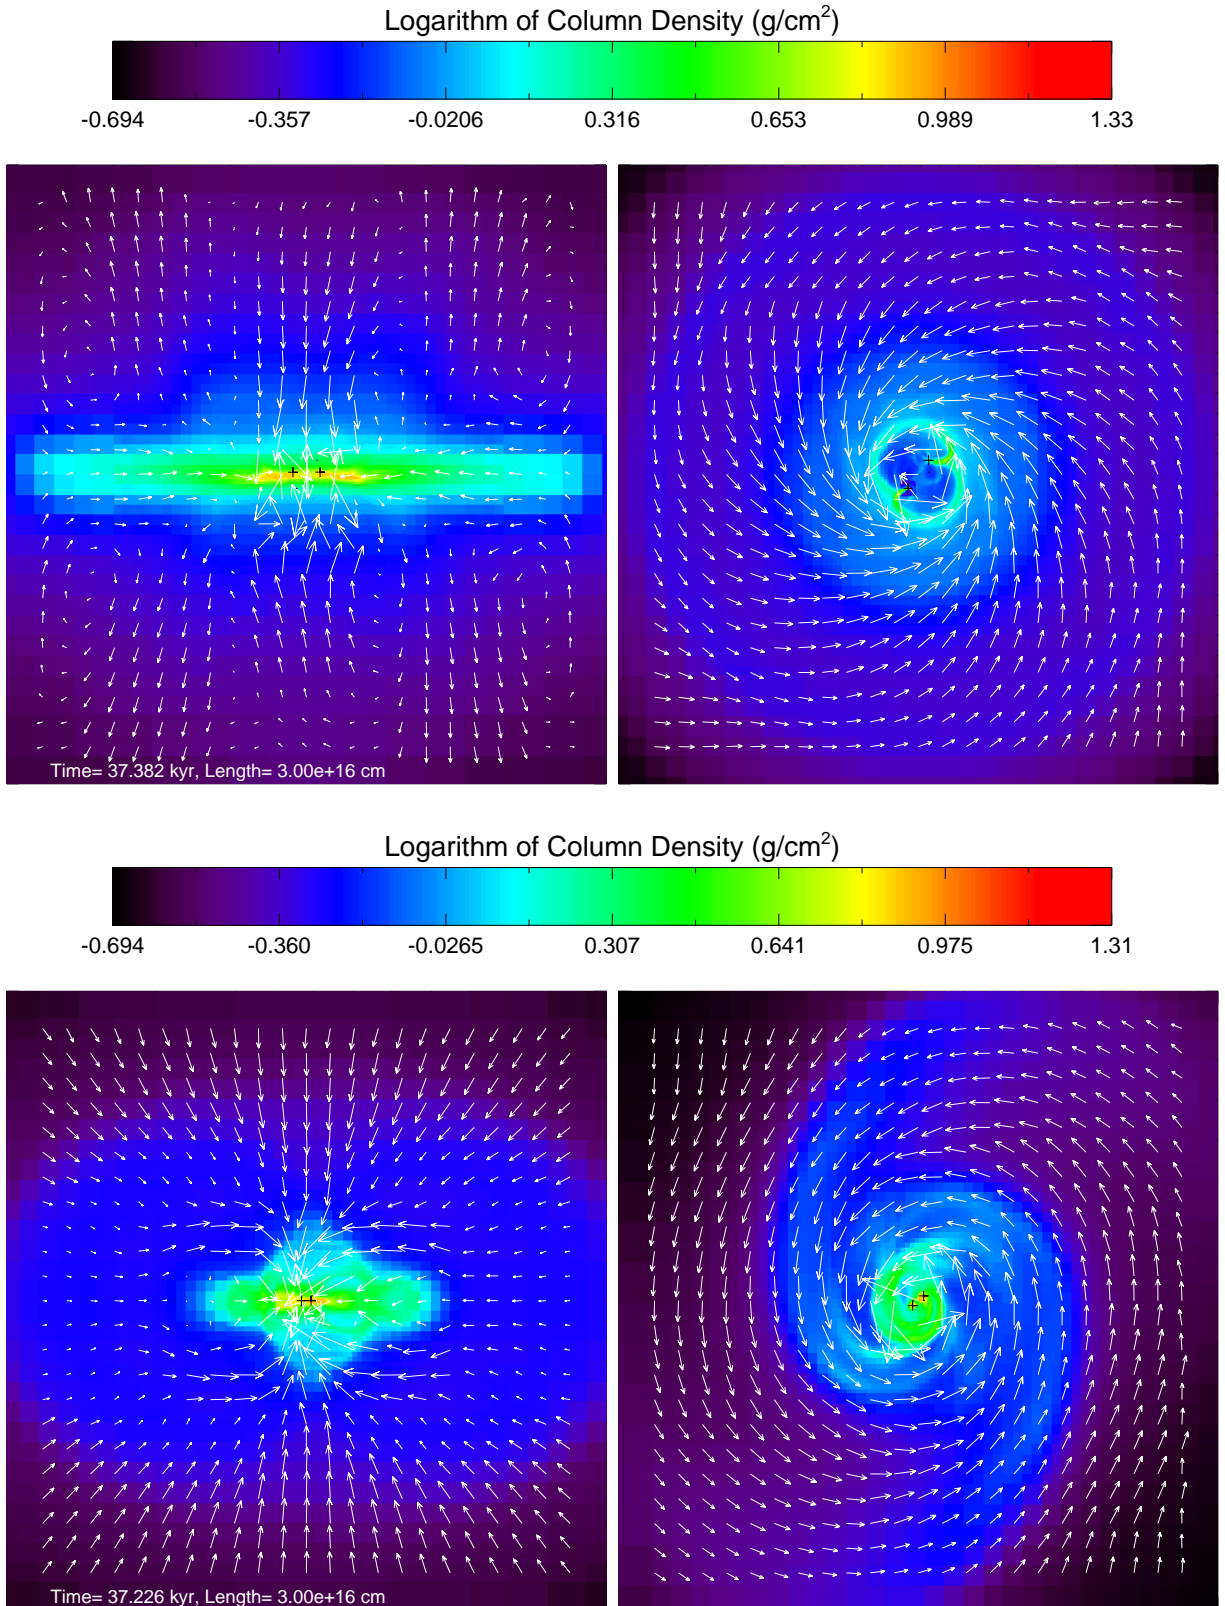 Logarithm of Column Density (g/cm²)
-0.694 -0.357 -0.0206 0.316 0.653 0.989 1.33
Time= 37.382 kyr, Length= 3.00e+16 cm
Logarithm of Column Density (g/cm²)
-0.694 -0.360 -0.0265 0.307 0.641 0.975 1.31
Time= 37.226 kyr, Length= 3.00e+16 cm